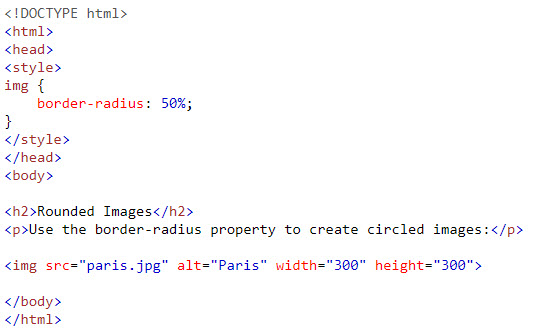 <!DOCTYPE html>
<html>
<head>
<style>
img {
    border-radius: 50%;
}
</style>
</head>
<body>

<h2>Rounded Images</h2>
<p>Use the border-radius property to create circled images:</p>

<img src="paris.jpg" alt="Paris" width="300" height="300">

</body>
</html>